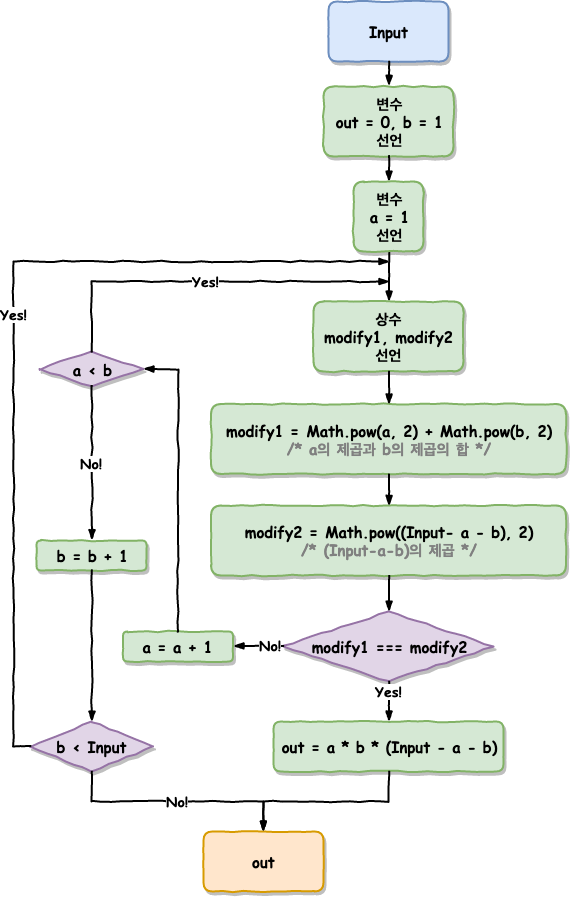 Input
변수
out = 0, b = 1
선언
변수
a = 1
선언
Yes!
Yes!
상수
modify1, modify2
선언
a < b
modify1 = Math.pow(a, 2) + Math.pow(b, 2)
/* a의 제곱과 b의 제곱의 합 */
No!
modify2 = Math.pow((Input- a - b), 2)
/* (Input-a-b)의 제곱 */
b = b + 1
a = a + 1
No!
modify1 === modify2
Yes!
b < Input
out = a * b * (Input - a - b)
No!
out